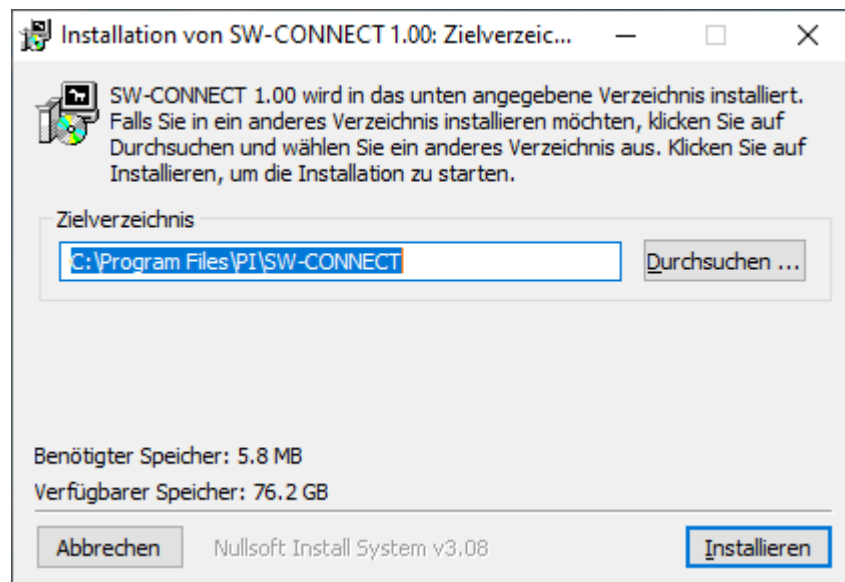 Installation von SW-CONNECT 1.00: Zielverzeic...
SW-CONNECT 1.00 wird in das unten angegebene Verzeichnis installiert.
Falls Sie in ein anderes Verzeichnis installieren möchten, klicken Sie auf
Durchsuchen und wählen Sie ein anderes Verzeichnis aus. Klicken Sie auf
Installieren, um die Installation zu starten.
Zielverzeichnis
C:\Program Files\PI\SW-CONNECT
Durchsuchen ...
Benötigter Speicher: 5.8 MB
Verfügbarer Speicher: 76.2 GB
Abbrechen
Nullsoft Install System v3.08
Installieren